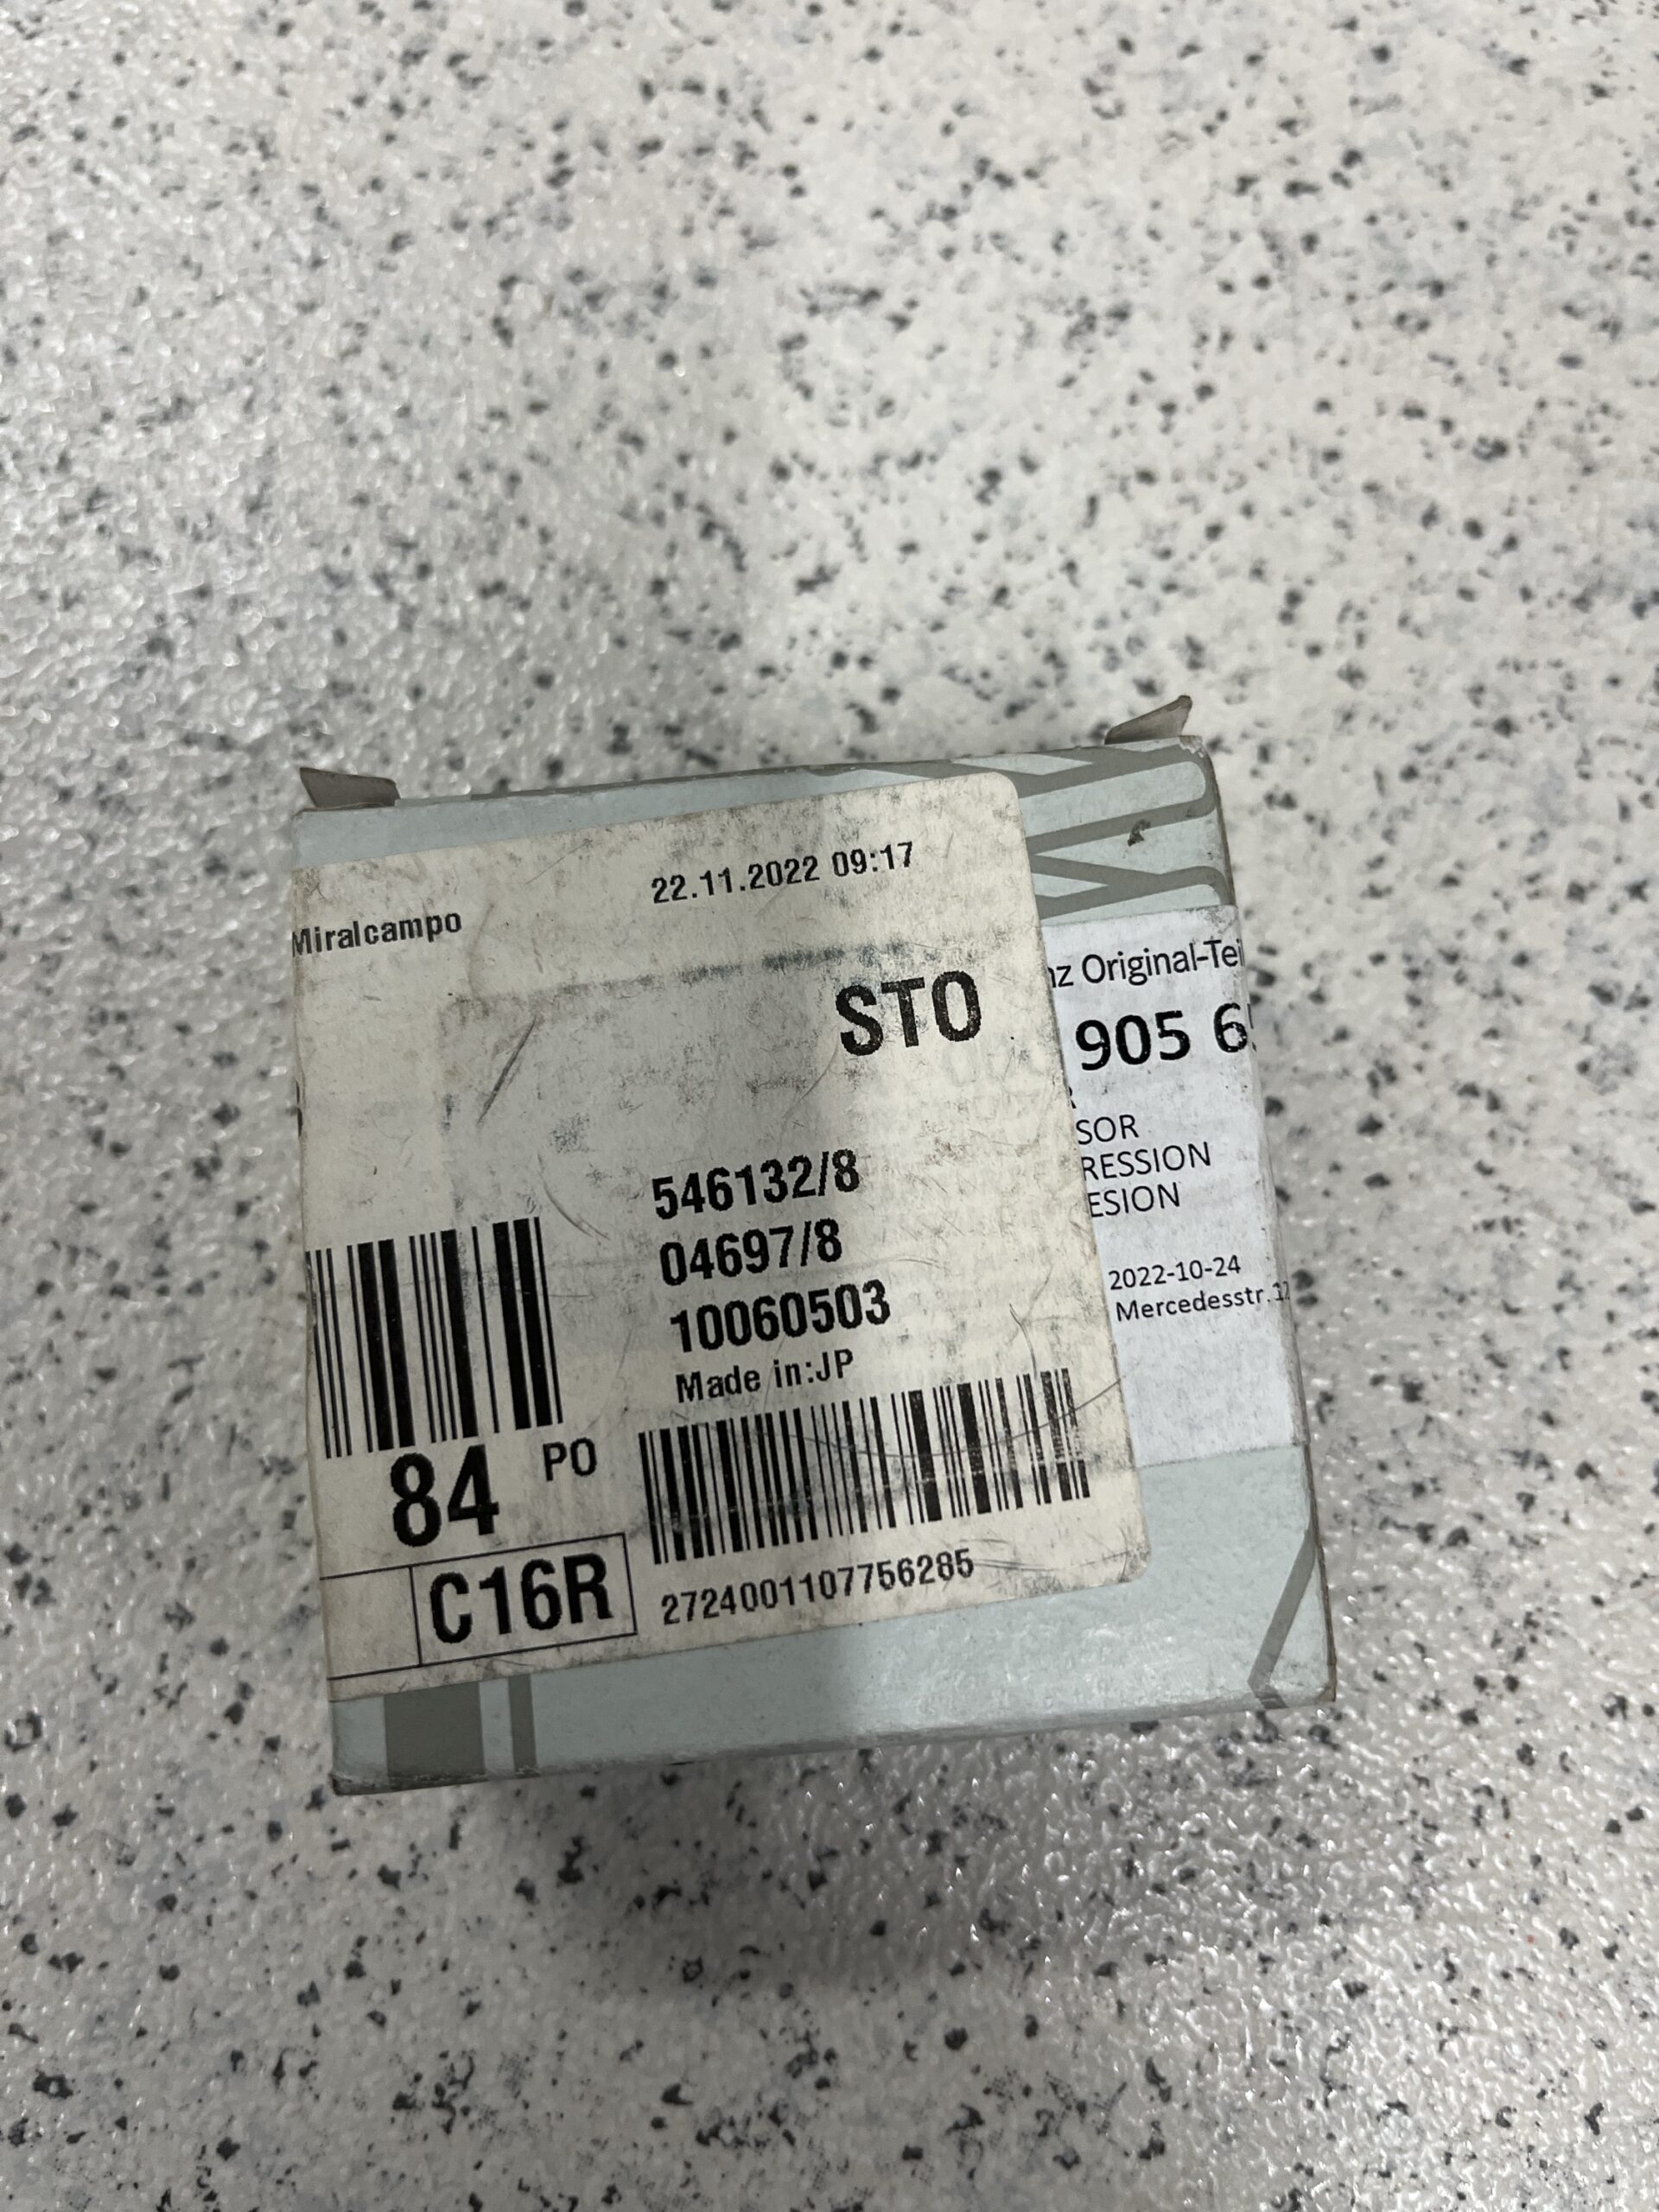 Miralcampo
22.11.2022 09:17
STO
546132/8
04697/8
10060503
Made in:JP
84 PO
C16R
2724001107756285
nz Original-Tei
905 6
SOR
RESSION
ESION
2022-10-24
Mercedesstr.12